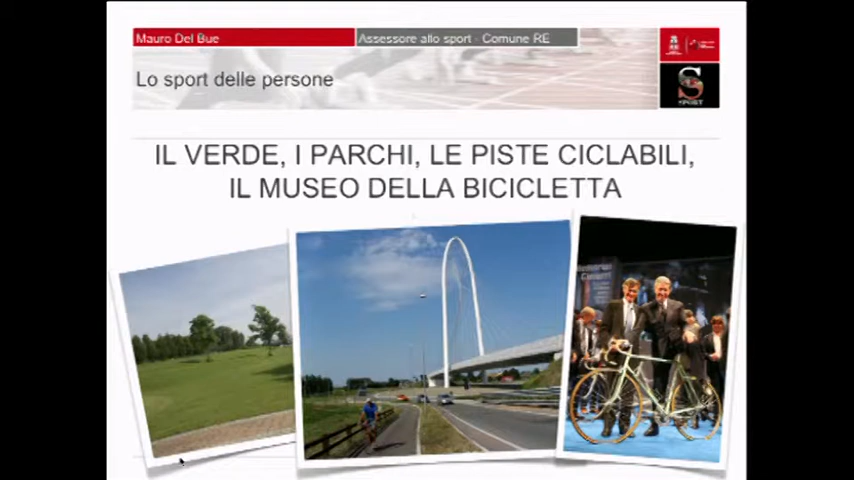 Mauro Del Bue
Assessore allo sport - Comune RE
Lo sport delle persone
S
SPORT
IL VERDE, I PARCHI, LE PISTE CICLABILI,
IL MUSEO DELLA BICICLETTA